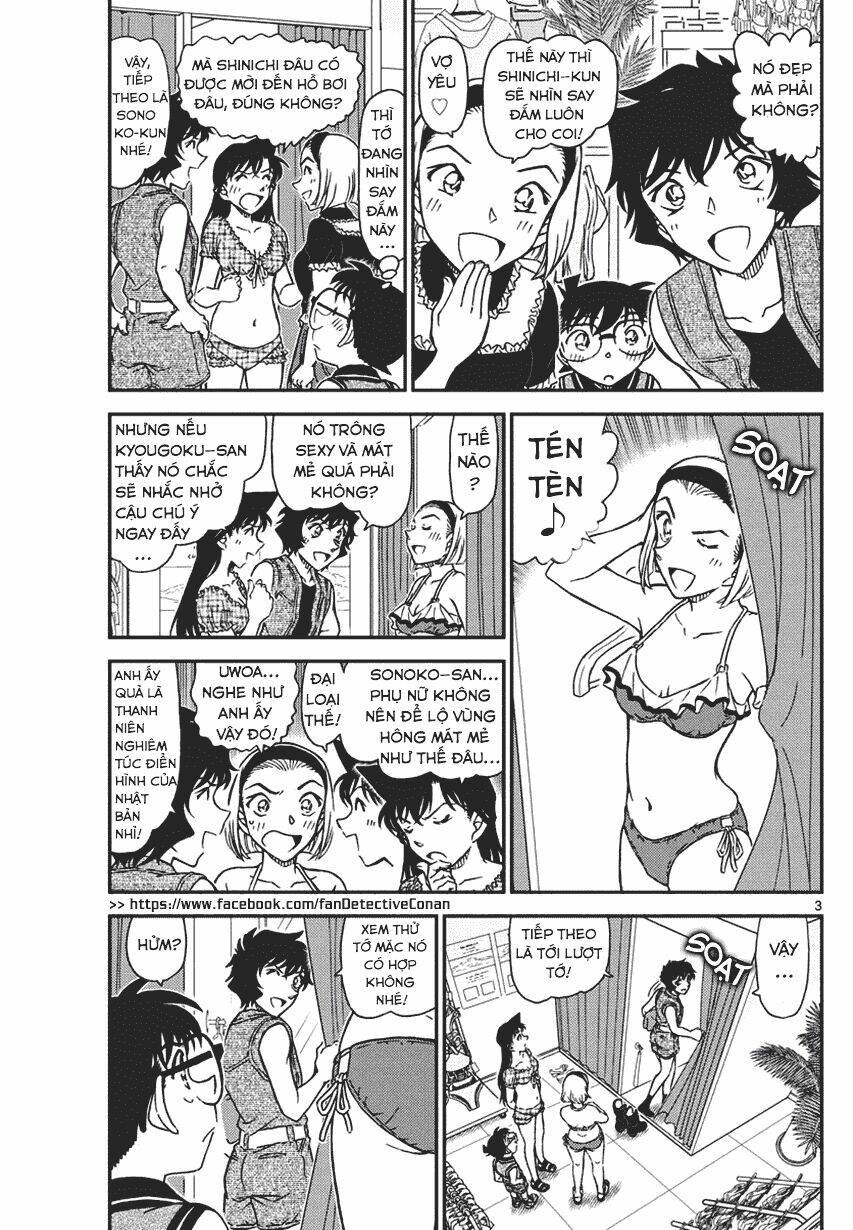 NÓ ĐẸP
MÀ PHẢI
KHÔNG?
THẾ NÀY THÌ
SHINICHI-KUN
SẼ NHÌN SAY
ĐẮM LUÔN
CHO COI!
VỢ
YÊU
♡
THÌ
TỚ
ĐANG
NHÌN
SAY
ĐẮM
NÀY
...
MÀ SHINICHI ĐÂU CÓ
ĐƯỢC MỜI ĐẾN HỒ BƠI
ĐÂU, ĐÚNG KHÔNG?
VẬY,
TIẾP
THEO LÀ
SONO
KO-KUN
NHÉ!
SOẠT
TÉN
TÈN
♪
THẾ
NÀO
?
NÓ TRÔNG
SEXY VÀ MÁT
MẺ QUÁ PHẢI
KHÔNG?
NHƯNG NẾU
KYOUGOKU-SAN
THẤY NÓ CHẮC
SẼ NHẮC NHỞ
CẬU CHÚ Ý
NGAY ĐẤY
...
SONOKO-SAN...
PHỤ NỮ KHÔNG
NÊN ĐỂ LỘ VÙNG
HÔNG MÁT MẺ
NHƯ THẾ ĐÂU...
ĐẠI
LOẠI
THẾ!
UWOA...
NGHE NHƯ
ANH ẤY
VẬY ĐÓ!
ANH ẤY
QUẢ LÀ
THANH
NIÊN
NGHIÊM
TÚC ĐIỂN
HÌNH CỦA
NHẬT
BẢN
NHỈ!
>> https://www.facebook.com/fanDetectiveConan
3
VẬY
...
SOẠT
TIẾP THEO
LÀ TỚI LƯỢT
TỚ!
XEM THỬ
TỚ MẶC NÓ
CÓ HỢP
KHÔNG
NHÉ!
HỬM?